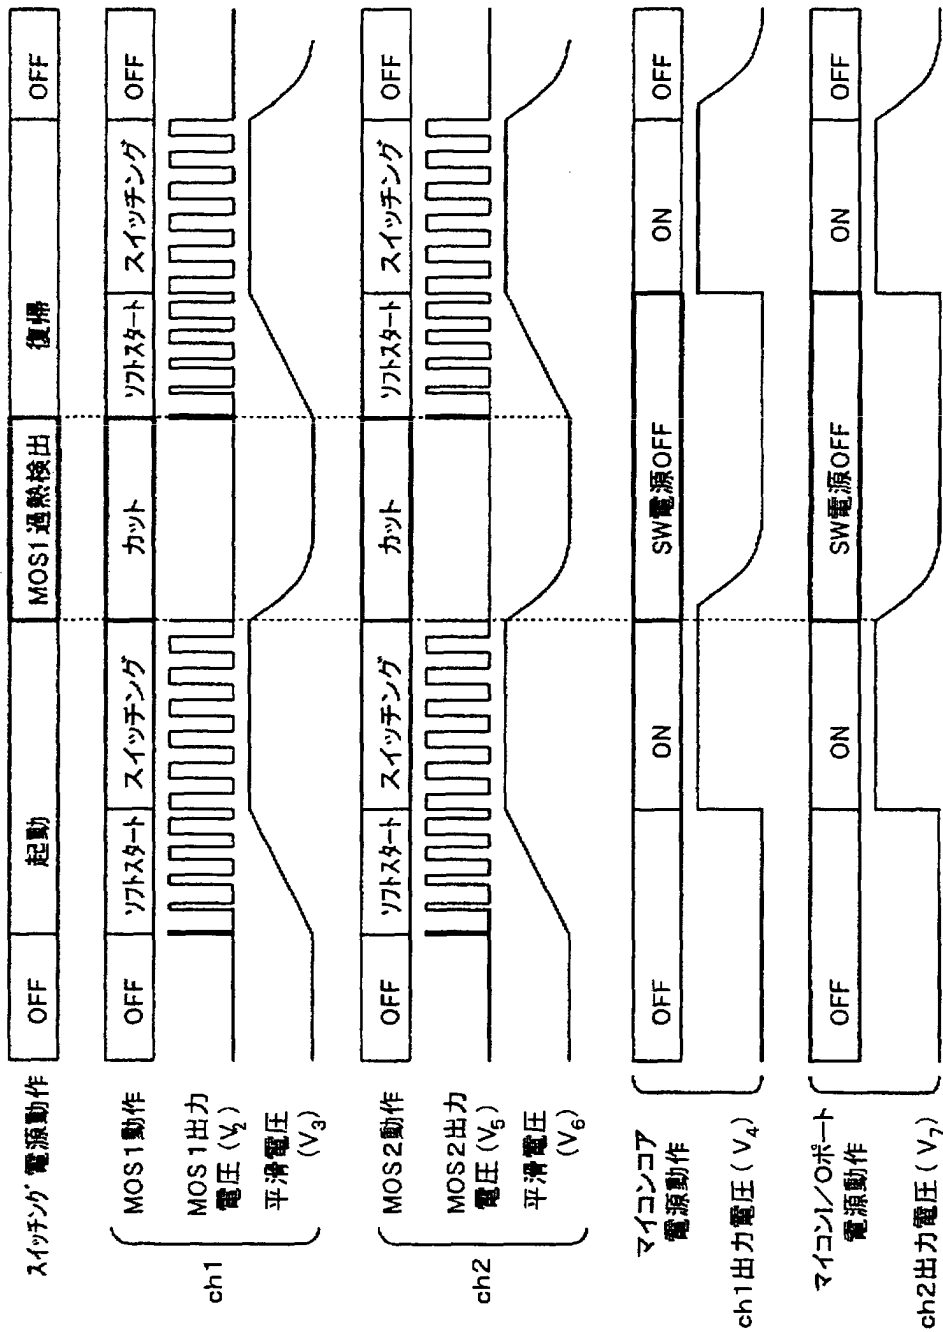 スイッチング電源動作
OFF
起動
MOS1過熱検出
復帰
OFF
ch1
MOS1動作
OFF
ソフトスタート
スイッチング
カット
ソフトスタート
スイッチング
OFF
MOS1出力
電圧(V2)
平滑電圧
(V3)
ch2
MOS2動作
OFF
ソフトスタート
スイッチング
カット
ソフトスタート
スイッチング
OFF
MOS2出力
電圧(V5)
平滑電圧
(V6)
マイコンコア
電源動作
OFF
ON
SW電源OFF
ON
OFF
ch1出力電圧(V4)
マイコンI/Oポート
電源動作
OFF
ON
SW電源OFF
ON
OFF
ch2出力電圧(V7)